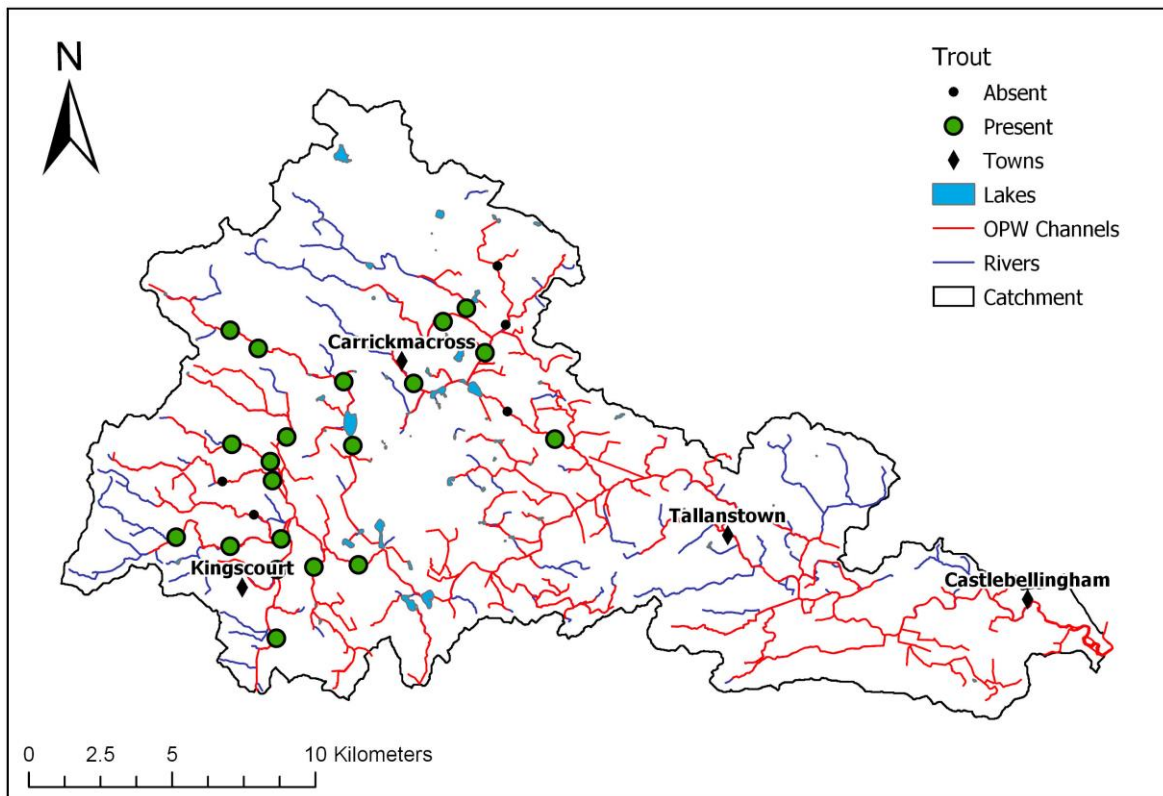 N
Trout
Absent
Present
Towns
Lakes
OPW Channels
Rivers
Catchment
Carrickmacross
Tallanstown
Kingscourt
Castlebellingham
0 2.5 5 10 Kilometers